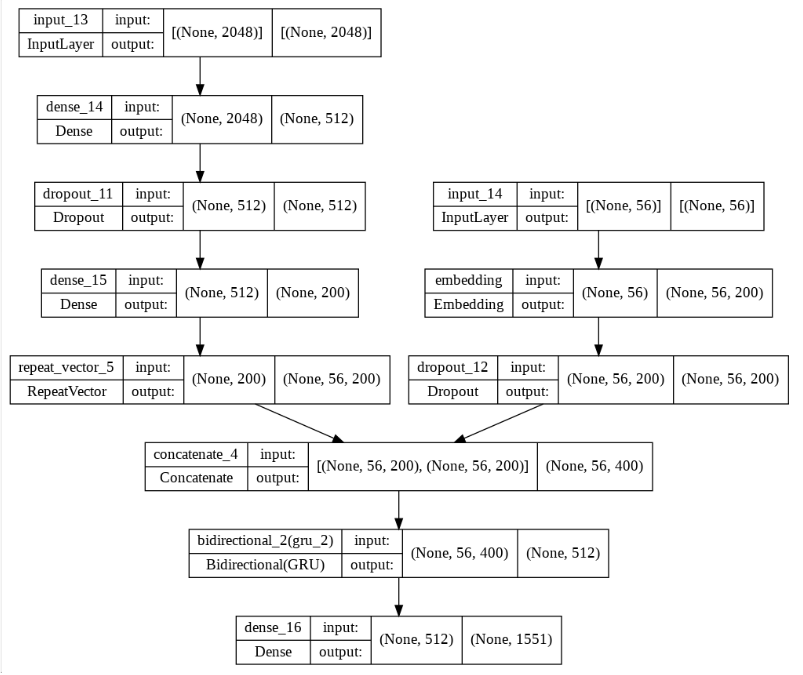 input_13 input: [(None, 2048)] [(None, 2048)]
InputLayer output:
dense_14 input: (None, 2048) (None, 512)
Dense output:
dropout_11 input: (None, 512) (None, 512)
Dropout output:
input_14 input: [(None, 56)] [(None, 56)]
InputLayer output:
dense_15 input: (None, 512) (None, 200)
Dense output:
embedding input: (None, 56) (None, 56, 200)
Embedding output:
repeat_vector_5 input: (None, 200) (None, 56, 200)
RepeatVector output:
dropout_12 input: (None, 56, 200) (None, 56, 200)
Dropout output:
concatenate_4 input: [(None, 56, 200), (None, 56, 200)] (None, 56, 400)
Concatenate output:
bidirectional_2(gru_2) input: (None, 56, 400) (None, 512)
Bidirectional(GRU) output:
dense_16 input: (None, 512) (None, 1551)
Dense output: